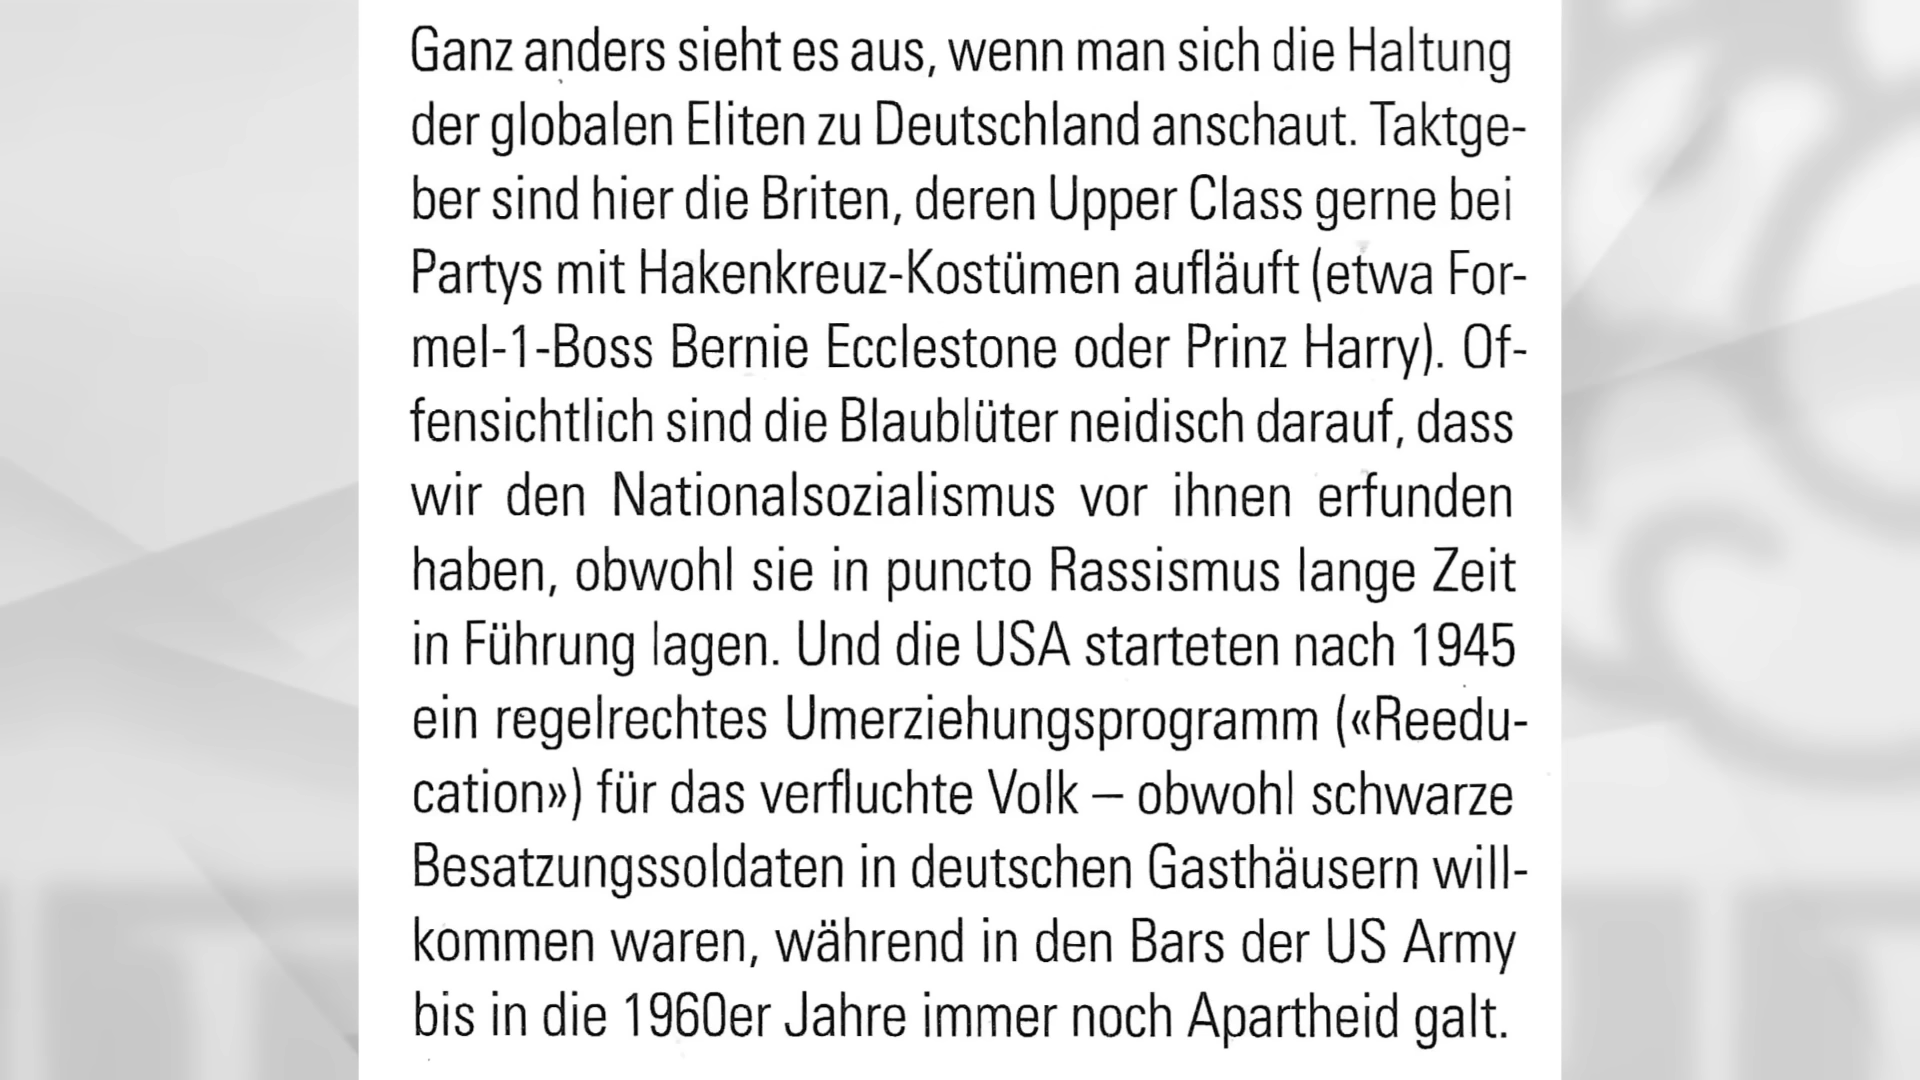 Ganz anders sieht es aus, wenn man sich die Haltung
der globalen Eliten zu Deutschland anschaut. Taktge-
ber sind hier die Briten, deren Upper Class gerne bei
Partys mit Hakenkreuz-Kostümen aufläuft (etwa For-
mel-1-Boss Bernie Ecclestone oder Prinz Harry). Of-
fensichtlich sind die Blaublüter neidisch darauf, dass
wir den Nationalsozialismus vor ihnen erfunden
haben, obwohl sie in puncto Rassismus lange Zeit
in Führung lagen. Und die USA starteten nach 1945
ein regelrechtes Umerziehungsprogramm («Reedu-
cation») für das verfluchte Volk – obwohl schwarze
Besatzungssoldaten in deutschen Gasthäusern will-
kommen waren, während in den Bars der US Army
bis in die 1960er Jahre immer noch Apartheid galt.